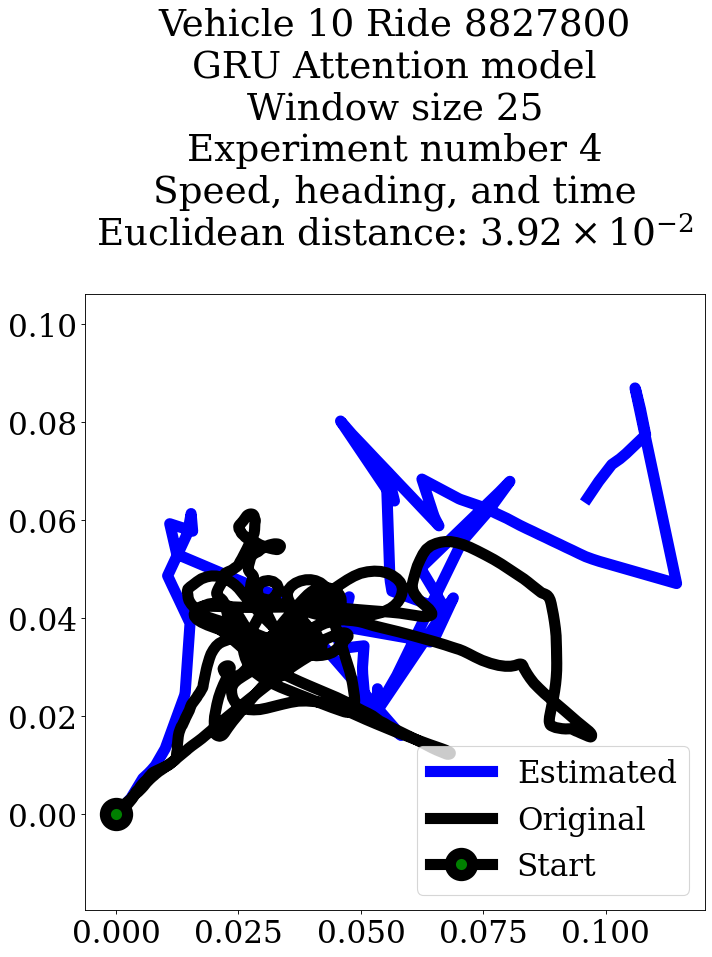 Vehicle 10 Ride 8827800
GRU Attention model
Window size 25
Experiment number 4
Speed, heading, and time
Euclidean distance: 3.92 × 10⁻²
0.10
0.08
0.06
0.04
0.02
0.00
Estimated
Original
Start
0.000 0.025 0.050 0.075 0.100